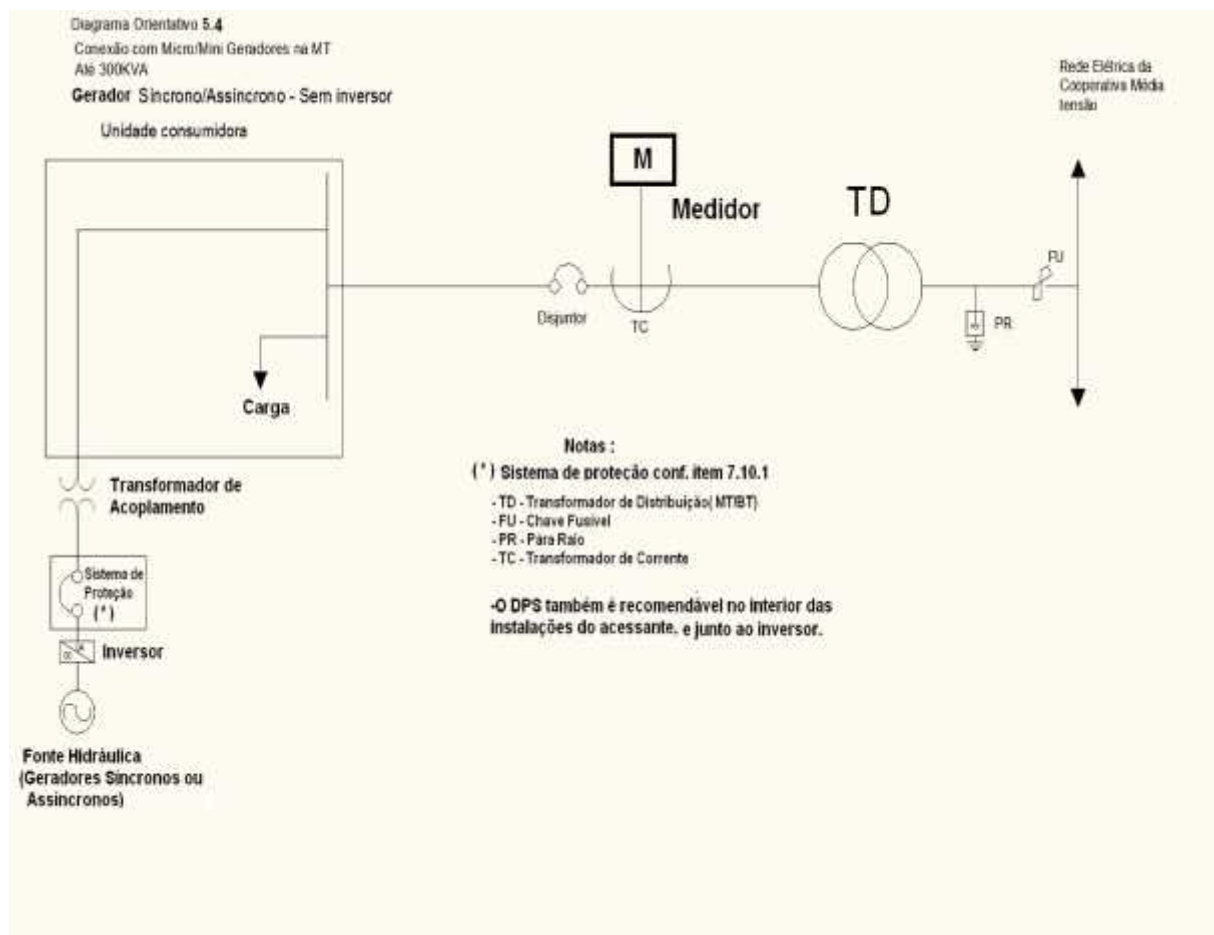 Diagrama Orientativo 5.4
Conexão com Micro/Mini Geradores na MT
Até 300KVA
Gerador Síncrono/Assíncrono - Sem inversor
Unidade consumidora
Rede Elétrica da
Cooperativa Média
tensão
M
Medidor
TD
FU
Disjuntor
TC
PR
Carga
Notas :
(*) Sistema de proteção conf. item 7.10.1
- TD - Transformador de Distribuição( MT/BT)
- FU - Chave Fusivel
- PR - Para Raio
- TC - Transformador de Corrente
-O DPS também é recomendável no interior das
instalações do acessante. e junto ao inversor.
Transformador de
Acoplamento
Sistema de
Proteção
(*)
Inversor
Fonte Hidráulica
(Geradores Síncronos ou
Assíncronos)